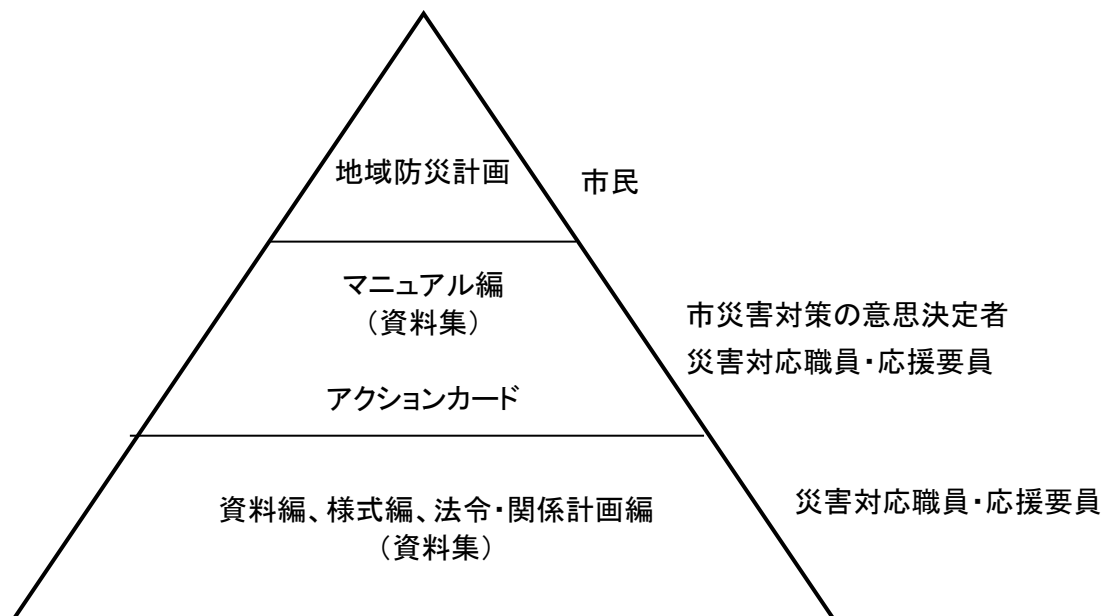 地域防災計画
市民
マニュアル編
（資料集）
市災害対策の意思決定者
災害対応職員・応援要員
アクションカード
資料編、様式編、法令・関係計画編
（資料集）
災害対応職員・応援要員